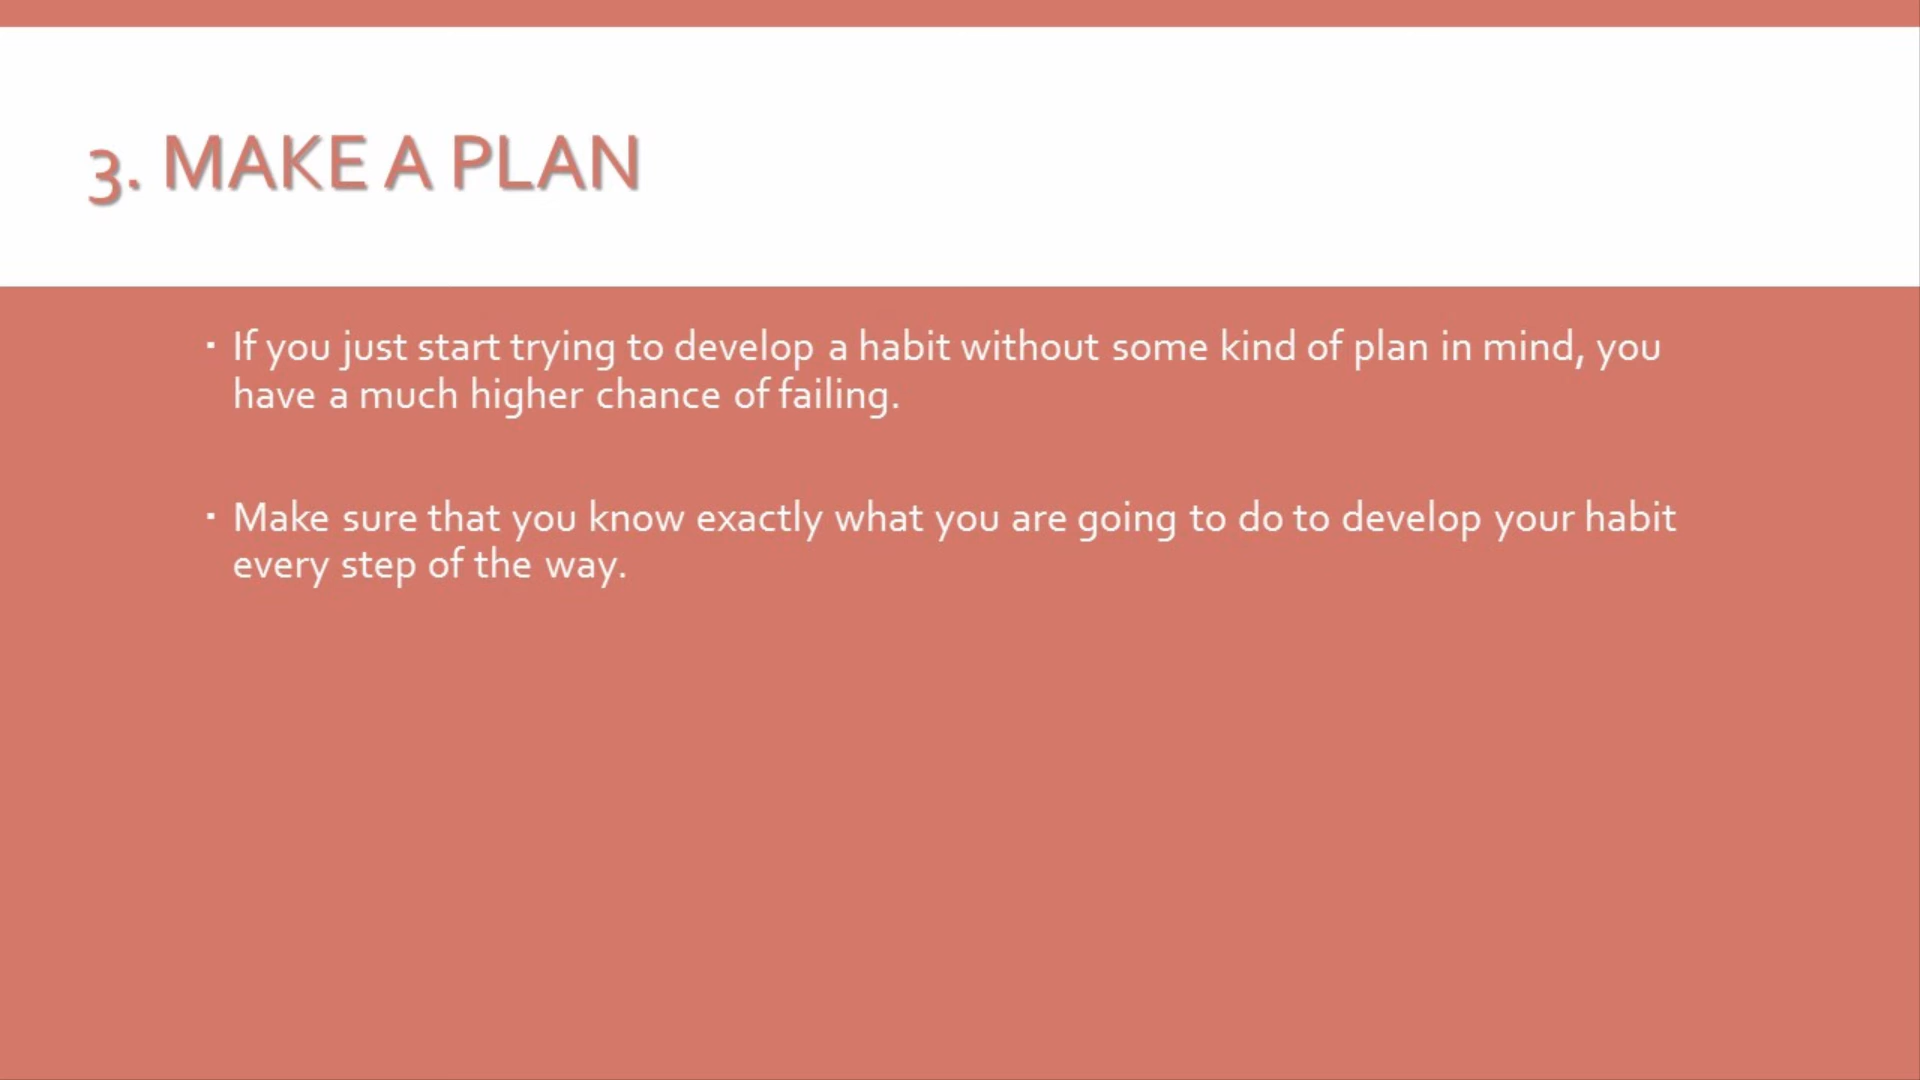 3. MAKE A PLAN
▪ If you just start trying to develop a habit without some kind of plan in mind, you
have a much higher chance of failing.
▪ Make sure that you know exactly what you are going to do to develop your habit
every step of the way.